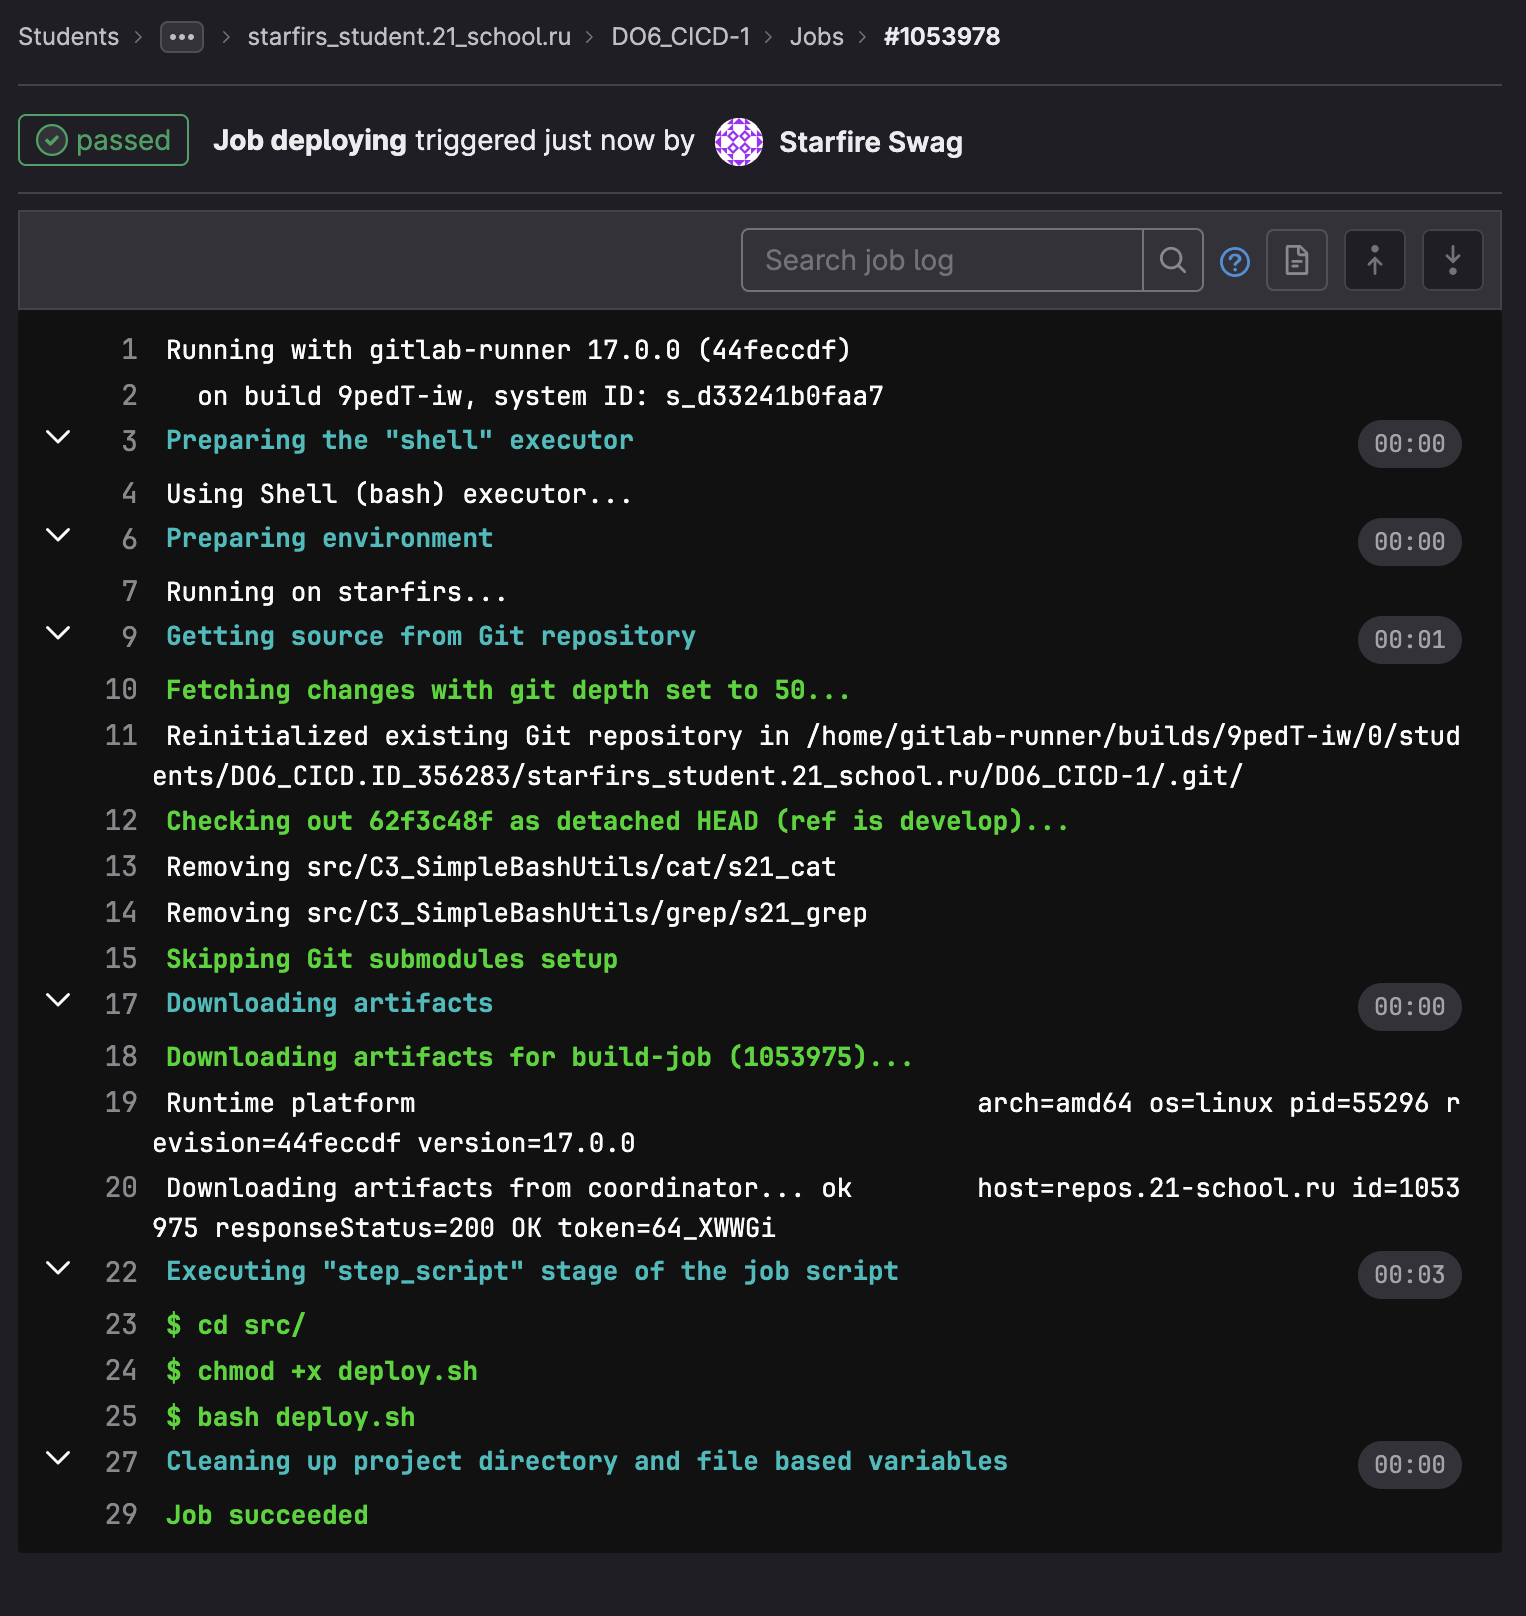 Students > ••• > starfirs_student.21_school.ru > DO6_CICD-1 > Jobs > #1053978
passed Job deploying triggered just now by Starfire Swag
Search job log
1 Running with gitlab-runner 17.0.0 (44feccdf)
2 on build 9pedT-iw, system ID: s_d33241b0faa7
3 Preparing the "shell" executor 00:00
4 Using Shell (bash) executor...
6 Preparing environment 00:00
7 Running on starfirs...
9 Getting source from Git repository 00:01
10 Fetching changes with git depth set to 50...
11 Reinitialized existing Git repository in /home/gitlab-runner/builds/9pedT-iw/0/stud
ents/DO6_CICD.ID_356283/starfirs_student.21_school.ru/DO6_CICD-1/.git/
12 Checking out 62f3c48f as detached HEAD (ref is develop)...
13 Removing src/C3_SimpleBashUtils/cat/s21_cat
14 Removing src/C3_SimpleBashUtils/grep/s21_grep
15 Skipping Git submodules setup
17 Downloading artifacts 00:00
18 Downloading artifacts for build-job (1053975)...
19 Runtime platform arch=amd64 os=linux pid=55296 r
evision=44feccdf version=17.0.0
20 Downloading artifacts from coordinator... ok host=repos.21-school.ru id=1053
975 responseStatus=200 OK token=64_XWWGi
22 Executing "step_script" stage of the job script 00:03
23 $ cd src/
24 $ chmod +x deploy.sh
25 $ bash deploy.sh
27 Cleaning up project directory and file based variables 00:00
29 Job succeeded